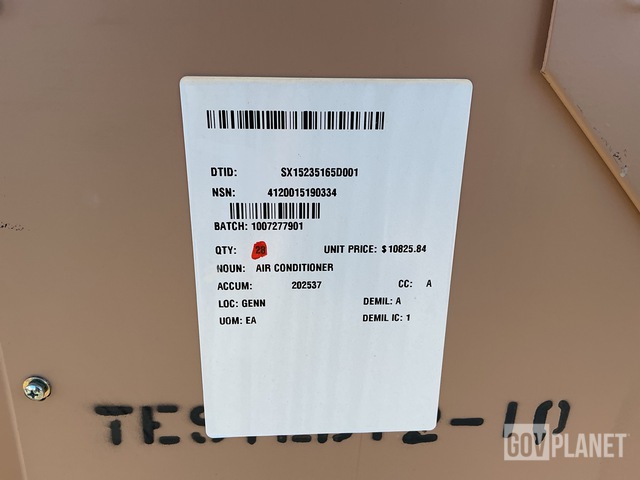 DTID: SX15235165D001
NSN: 4120015190334
BATCH: 1007277901
QTY: 28 UNIT PRICE: $10825.84
NOUN: AIR CONDITIONER
ACCUM: 202537 CC: A
LOC: GENN DEMIL: A
UOM: EA DEMIL IC: 1
GOVPLANET